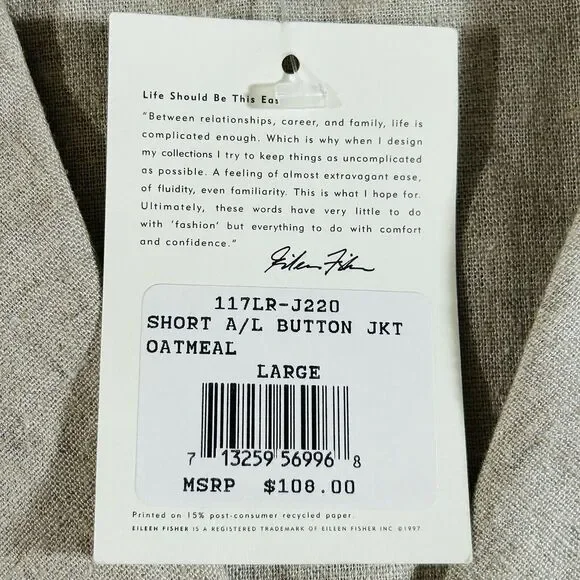 Life Should Be This Eas
“Between relationships, career, and family, life is
complicated enough. Which is why when I design
my collections I try to keep things as uncomplicated
as possible. A feeling of almost extravagant ease,
of fluidity, even familiarity. This is what I hope for.
Ultimately, these words have very little to do
with ‘fashion’ but everything to do with comfort
and confidence.”
Eileen Fisher
117LR-J220
SHORT A/L BUTTON JKT
OATMEAL
LARGE
7 13259 56996 8
MSRP $108.00
Printed on 15% post-consumer recycled paper.
EILEEN FISHER IS A REGISTERED TRADEMARK OF EILEEN FISHER INC ©1997